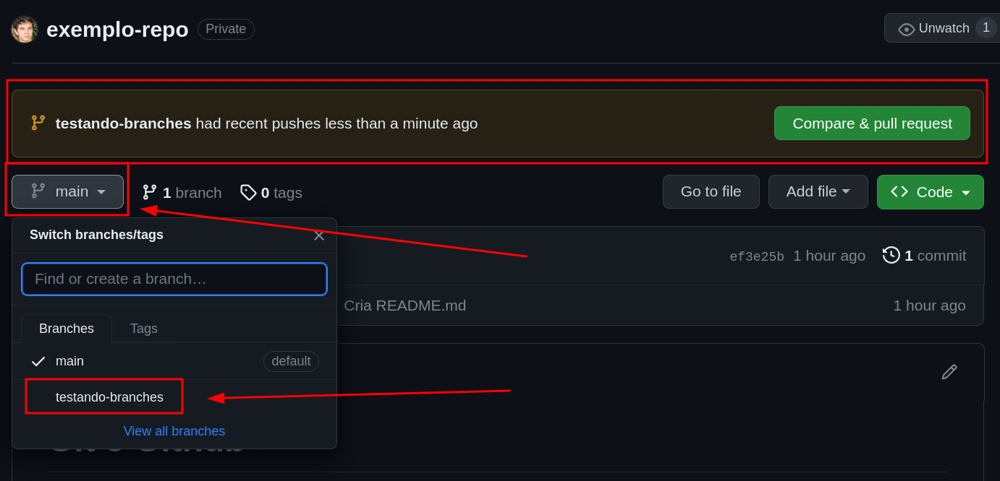 exemplo-repo Private Unwatch 1
testando-branches had recent pushes less than a minute ago Compare & pull request
main 1 branch 0 tags Go to file Add file Code
Switch branches/tags
ef3e25b 1 hour ago 1 commit
Find or create a branch…
Cria README.md 1 hour ago
Branches Tags
main default
testando-branches
View all branches